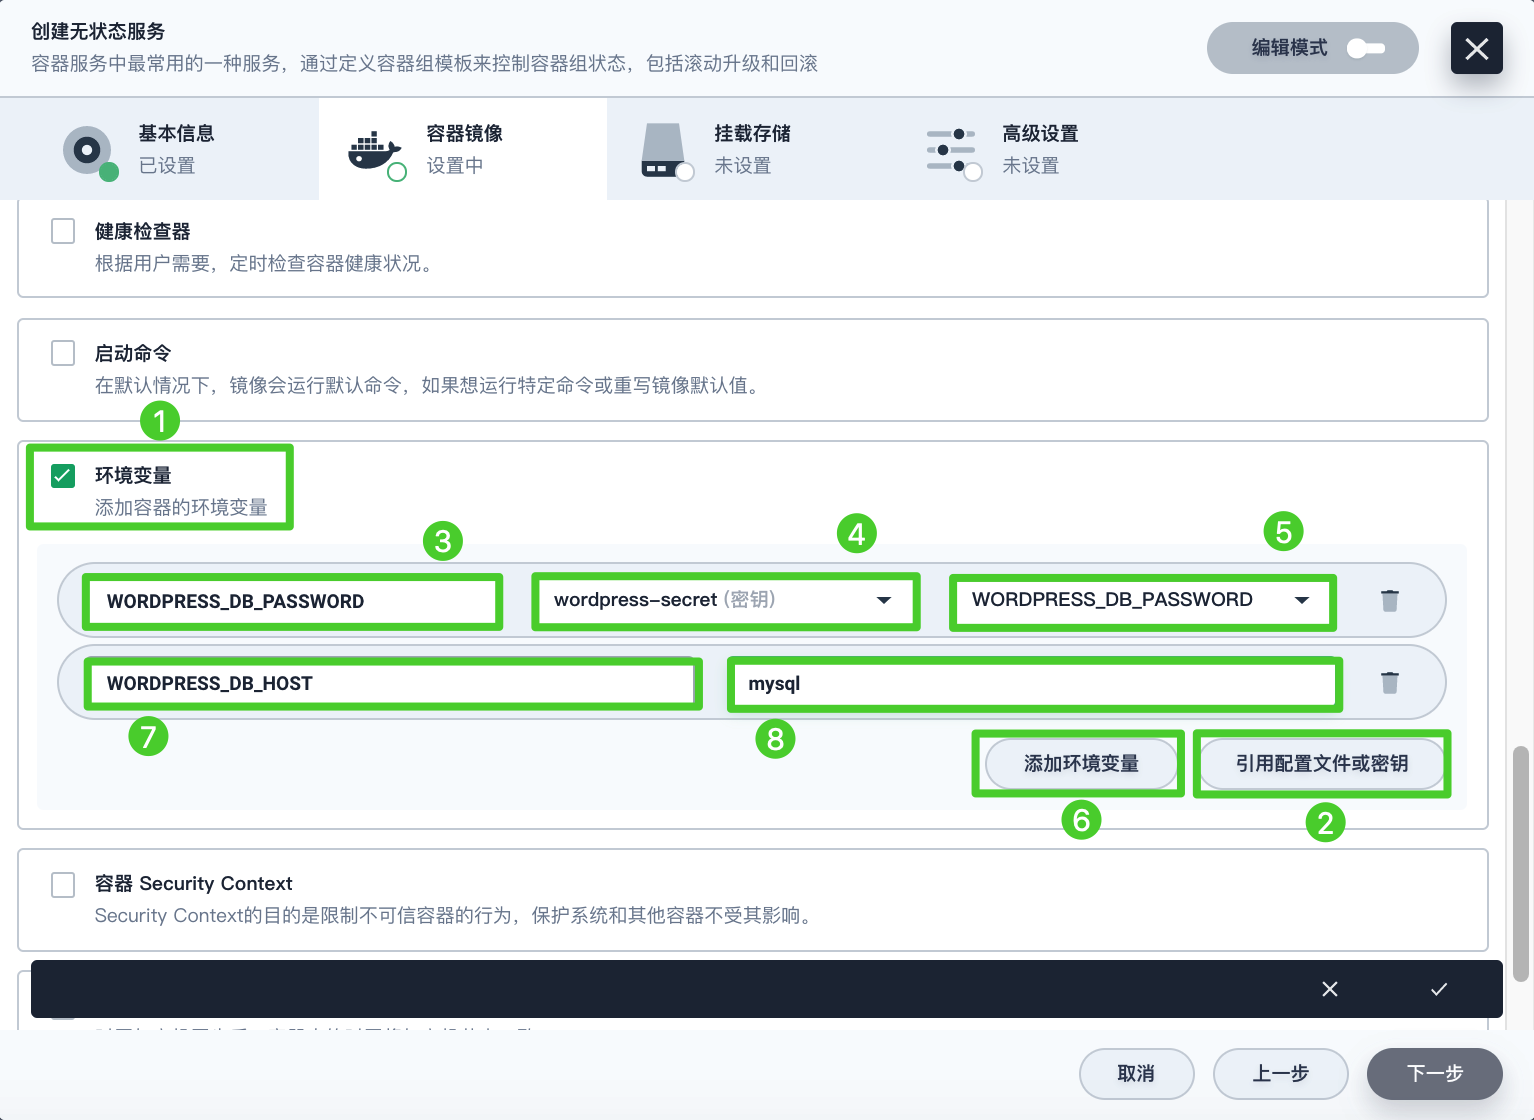 创建无状态服务
容器服务中最常用的一种服务，通过定义容器组模板来控制容器组状态，包括滚动升级和回滚
编辑模式
基本信息
已设置
容器镜像
设置中
挂载存储
未设置
高级设置
未设置
健康检查器
根据用户需要，定时检查容器健康状况。
启动命令
在默认情况下，镜像会运行默认命令，如果想运行特定命令或重写镜像默认值。
1
环境变量
添加容器的环境变量
3
4
5
WORDPRESS_DB_PASSWORD
wordpress-secret (密钥)
WORDPRESS_DB_PASSWORD
WORDPRESS_DB_HOST
mysql
7
8
添加环境变量
引用配置文件或密钥
6
2
容器 Security Context
Security Context的目的是限制不可信容器的行为，保护系统和其他容器不受其影响。
取消
上一步
下一步